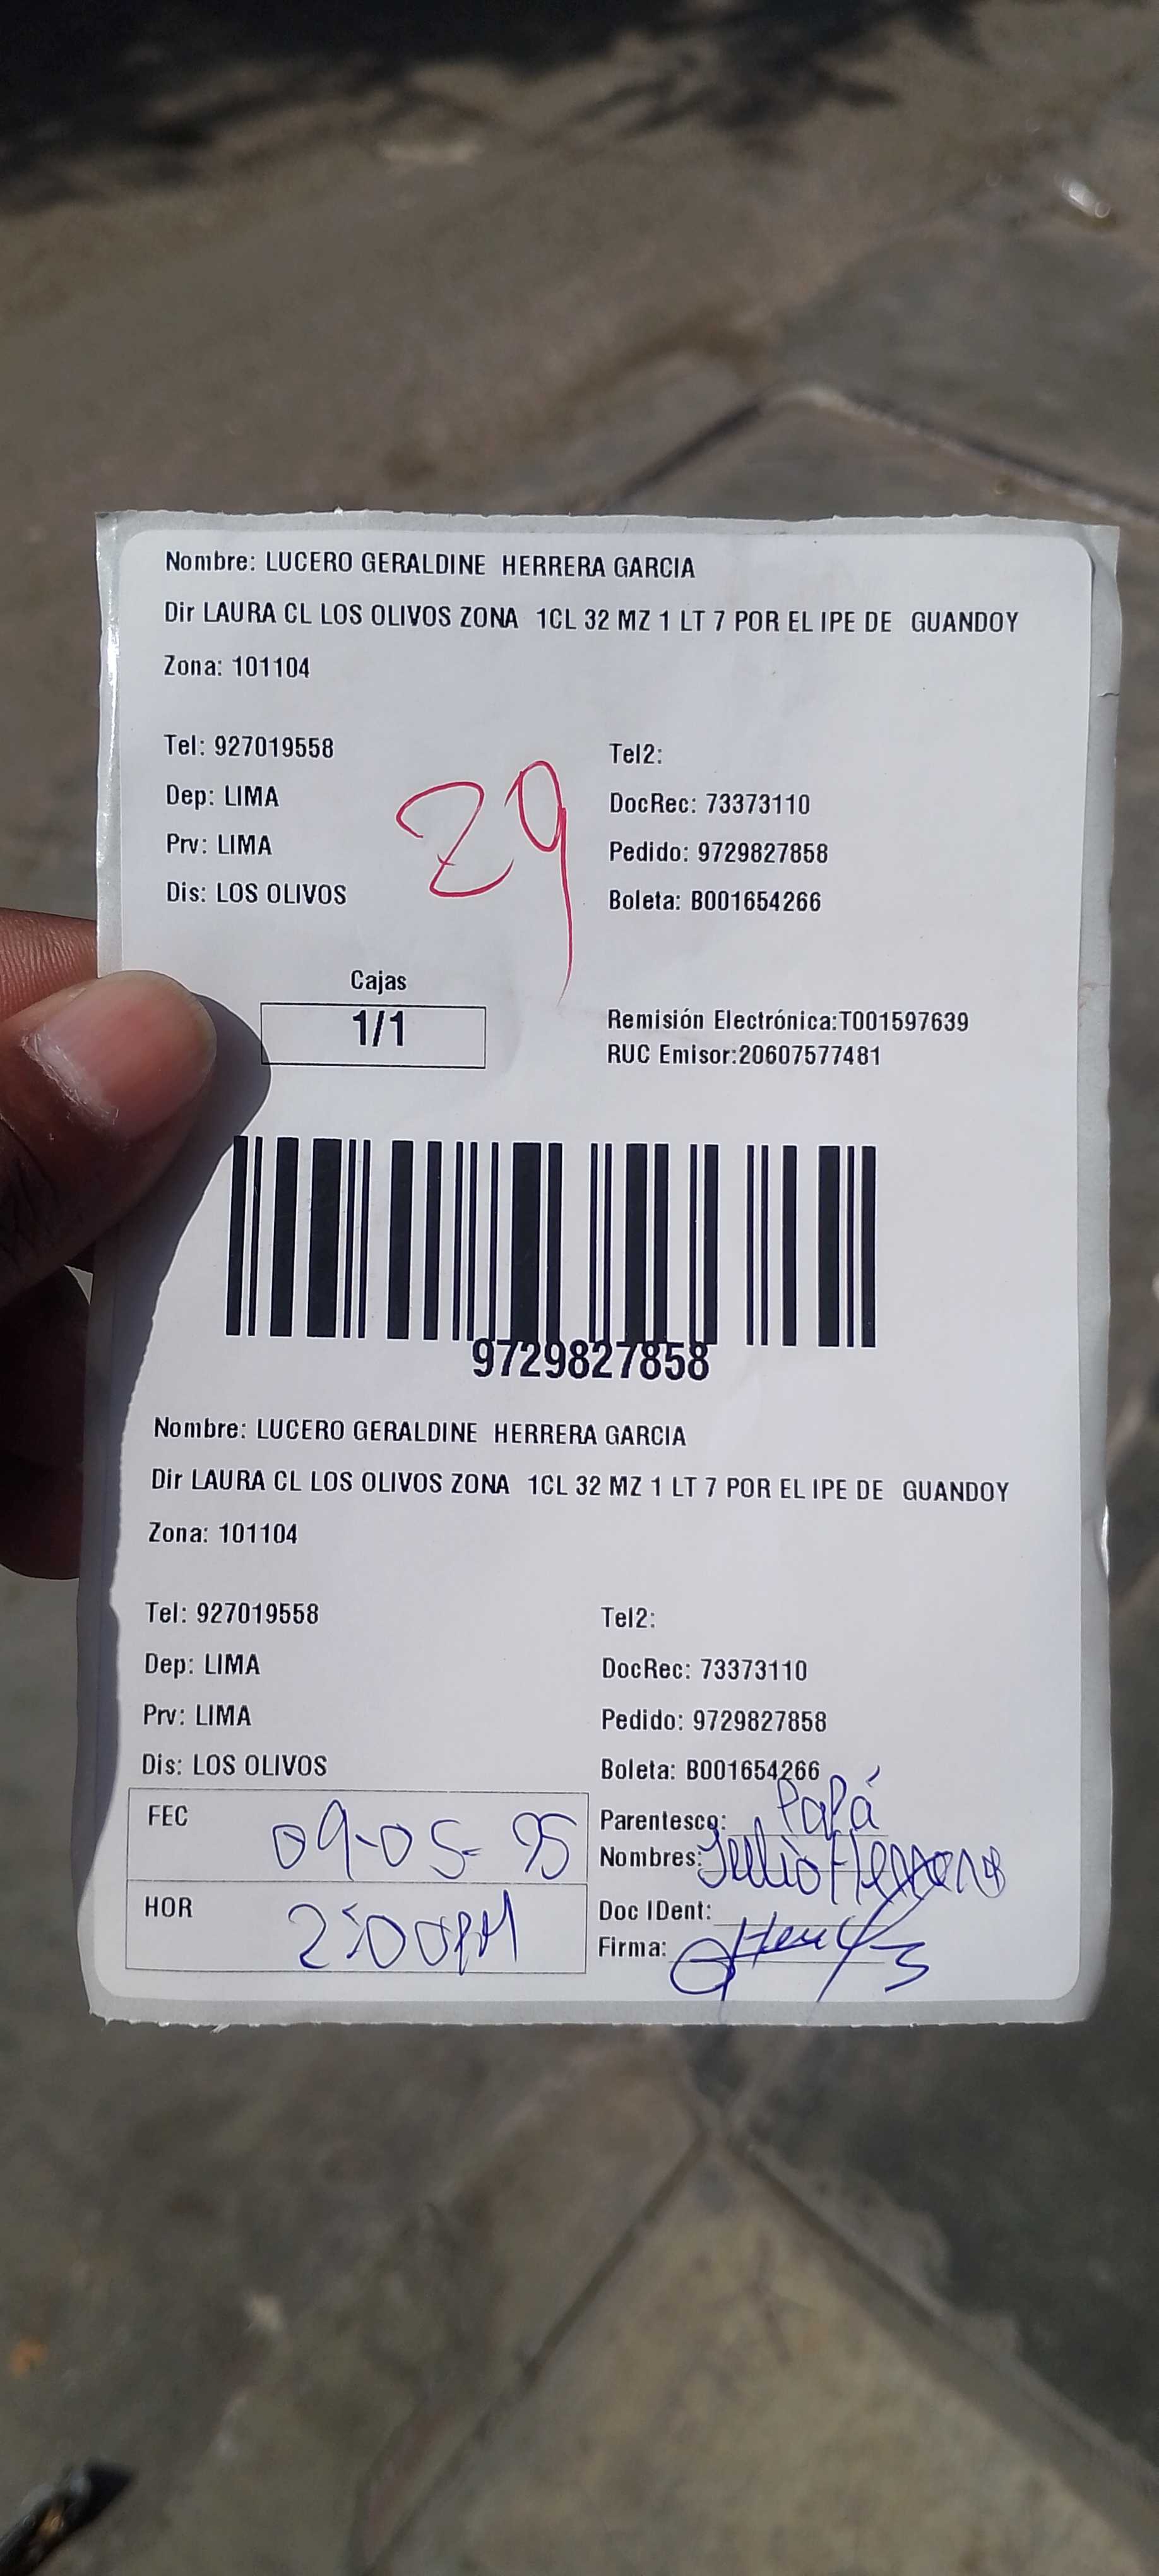 Nombre: LUCERO GERALDINE HERRERA GARCIA
Dir LAURA CL LOS OLIVOS ZONA 1CL 32 MZ 1 LT 7 POR EL IPE DE GUANDOY
Zona: 101104
Tel: 927019558 Tel2:
Dep: LIMA DocRec: 73373110
Prv: LIMA Pedido: 9729827858
Dis: LOS OLIVOS Boleta: B001654266
29
Cajas
1/1
Remisión Electrónica:T001597639
RUC Emisor:20607577481
9729827858
Nombre: LUCERO GERALDINE HERRERA GARCIA
Dir LAURA CL LOS OLIVOS ZONA 1CL 32 MZ 1 LT 7 POR EL IPE DE GUANDOY
Zona: 101104
Tel: 927019558 Tel2:
Dep: LIMA DocRec: 73373110
Prv: LIMA Pedido: 9729827858
Dis: LOS OLIVOS Boleta: B001654266
FEC 09-05- Parentesco: Papá
Nombres: Julio
HOR 2:00PM Doc IDent:
Firma: